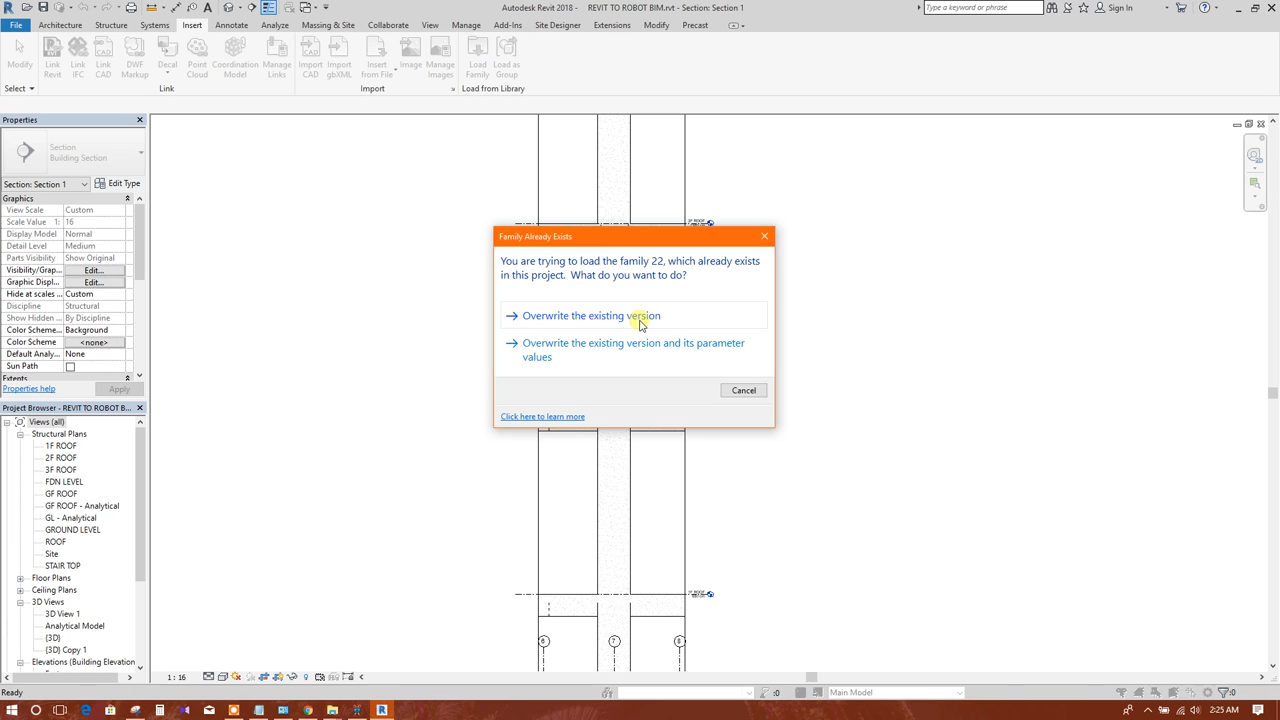 Autodesk Revit 2018 - REVIT TO ROBOT BIM.rvt - Section: Section 1
Type a keyword or phrase
Sign In
File Architecture Structure Systems Insert Annotate Analyze Massing & Site Collaborate View Manage Add-Ins Site Designer Extensions Modify Precast
Modify
Link Revit
Link IFC
Link CAD
DWF Markup
Decal
Point Cloud
Coordination Model
Manage Links
Import CAD
Import gbXML
Insert from File
Image
Manage Images
Load Family
Load as Group
Select
Link
Import
Load from Library
Properties
Section
Building Section
Section: Section 1
Edit Type
Graphics
View Scale Custom
Scale Value 1: 16
Display Model Normal
Detail Level Medium
Parts Visibility Show Original
Visibility/Grap... Edit...
Graphic Displ... Edit...
Hide at scales ... Custom
Discipline Structural
Show Hidden ... By Discipline
Color Scheme... Background
Color Scheme <none>
Default Analy... None
Sun Path
Extents
Properties help
Apply
Project Browser - REVIT TO ROBOT B...
Views (all)
Structural Plans
1F ROOF
2F ROOF
3F ROOF
FDN LEVEL
GF ROOF
GF ROOF - Analytical
GL - Analytical
GROUND LEVEL
ROOF
Site
STAIR TOP
Floor Plans
Ceiling Plans
3D Views
3D View 1
Analytical Model
{3D}
{3D} Copy 1
Elevations (Building Elevation
Family Already Exists
You are trying to load the family 22, which already exists
in this project. What do you want to do?
Overwrite the existing version
Overwrite the existing version and its parameter
values
Cancel
Click here to learn more
6 7 8
1 : 16
Ready
:0
Main Model
:0
2:25 AM